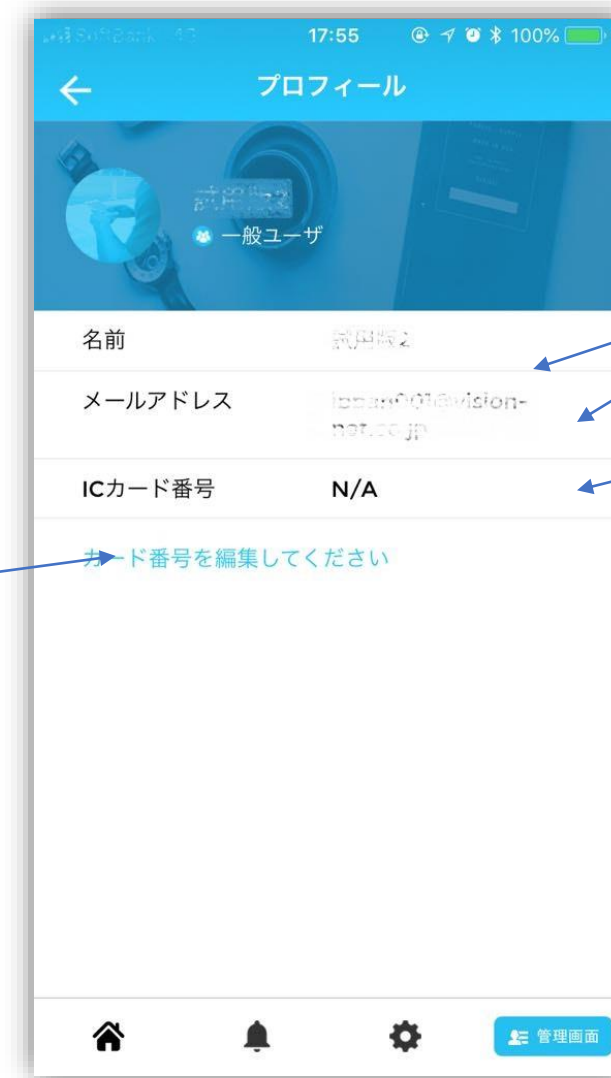 17:55 100%
プロフィール
一般ユーザ
名前
メールアドレス
ICカード番号 N/A
カード番号を編集してください
管理画面